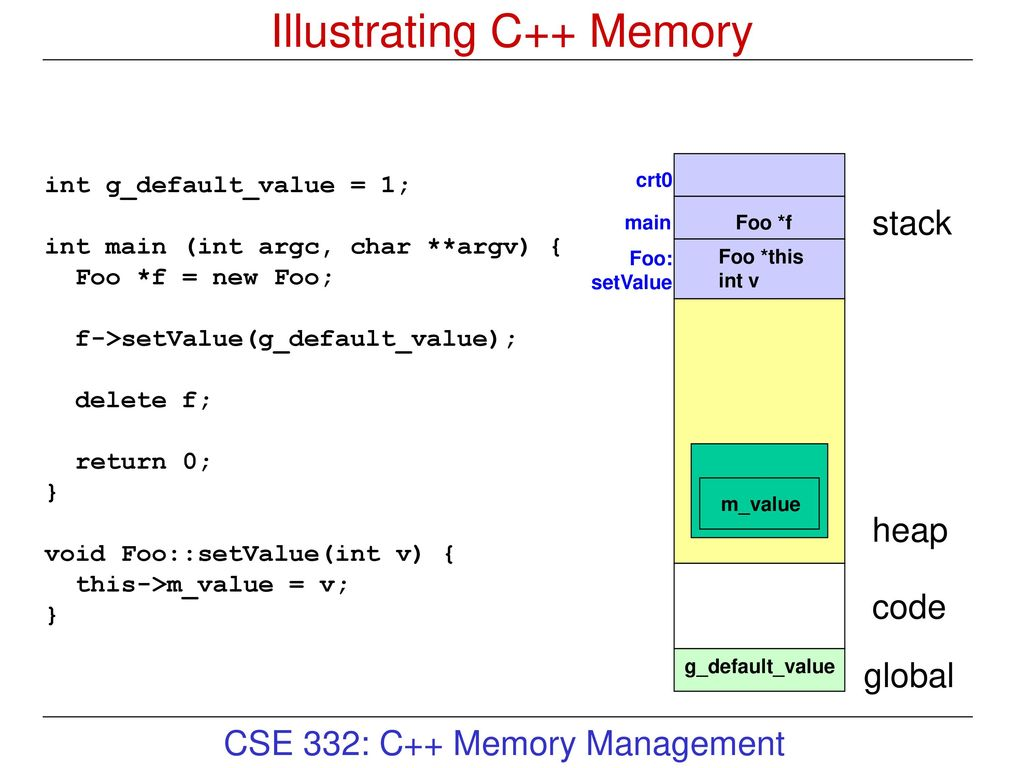 Illustrating C++ Memory
int g_default_value = 1;
int main (int argc, char **argv) {
  Foo *f = new Foo;
  f->setValue(g_default_value);
  delete f;
  return 0;
}
void Foo::setValue(int v) {
  this->m_value = v;
}
crt0
main
Foo *f
stack
Foo:
setValue
Foo *this
int v
m_value
heap
code
g_default_value
global
CSE 332: C++ Memory Management